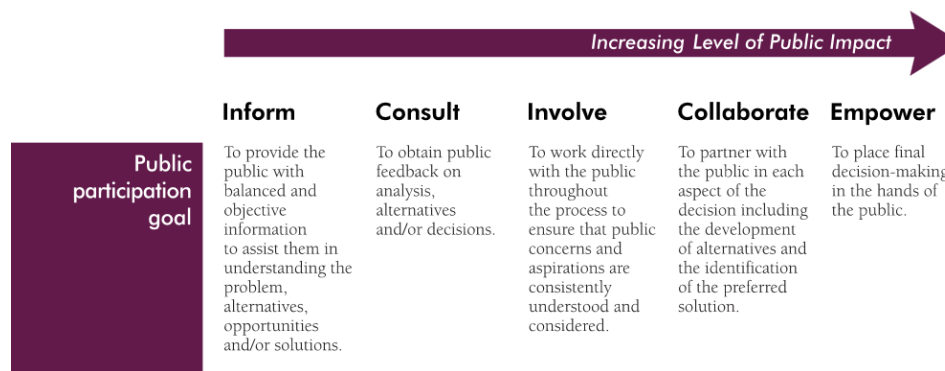 Increasing Level of Public Impact
Inform
Consult
Involve
Collaborate
Empower
Public
participation
goal
To provide the
public with
balanced and
objective
information
to assist them in
understanding the
problem,
alternatives,
opportunities
and/or solutions.
To obtain public
feedback on
analysis,
alternatives
and/or decisions.
To work directly
with the public
throughout
the process to
ensure that public
concerns and
aspirations are
consistently
understood and
considered.
To partner with
the public in each
aspect of the
decision including
the development
of alternatives and
the identification
of the preferred
solution.
To place final
decision-making
in the hands of
the public.